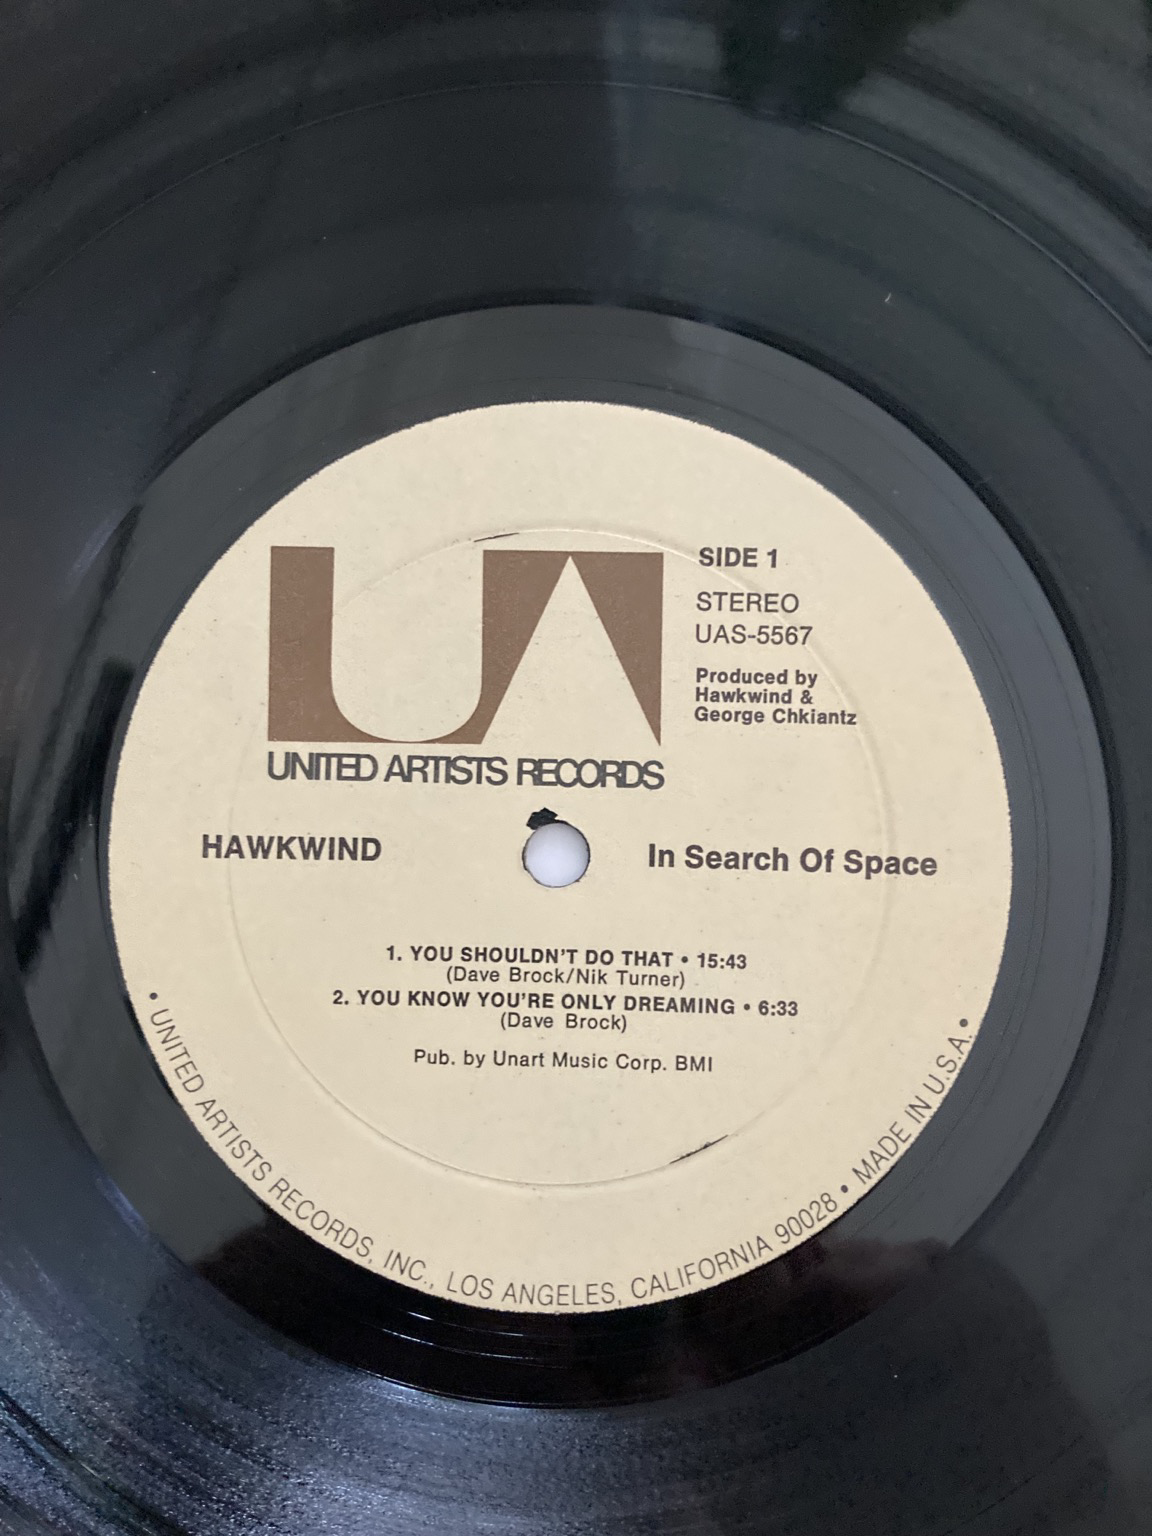 UA
SIDE 1
STEREO
UAS-5567
Produced by
Hawkwind &
George Chkiantz
UNITED ARTISTS RECORDS
HAWKWIND
In Search Of Space
1. YOU SHOULDN'T DO THAT • 15:43
(Dave Brock/Nik Turner)
2. YOU KNOW YOU'RE ONLY DREAMING • 6:33
(Dave Brock)
Pub. by Unart Music Corp. BMI
• UNITED ARTISTS RECORDS, INC., LOS ANGELES, CALIFORNIA 90028 • MADE IN U.S.A. •